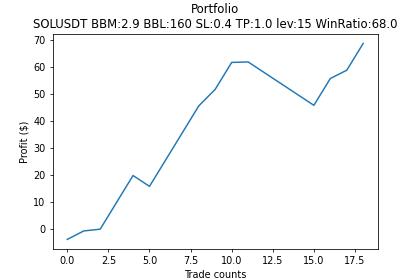 Portfolio
SOLUSDT BBM:2.9 BBL:160 SL:0.4 TP:1.0 lev:15 WinRatio:68.0
70
60
50
40
30
20
10
0
Profit ($)
0.0 2.5 5.0 7.5 10.0 12.5 15.0 17.5
Trade counts